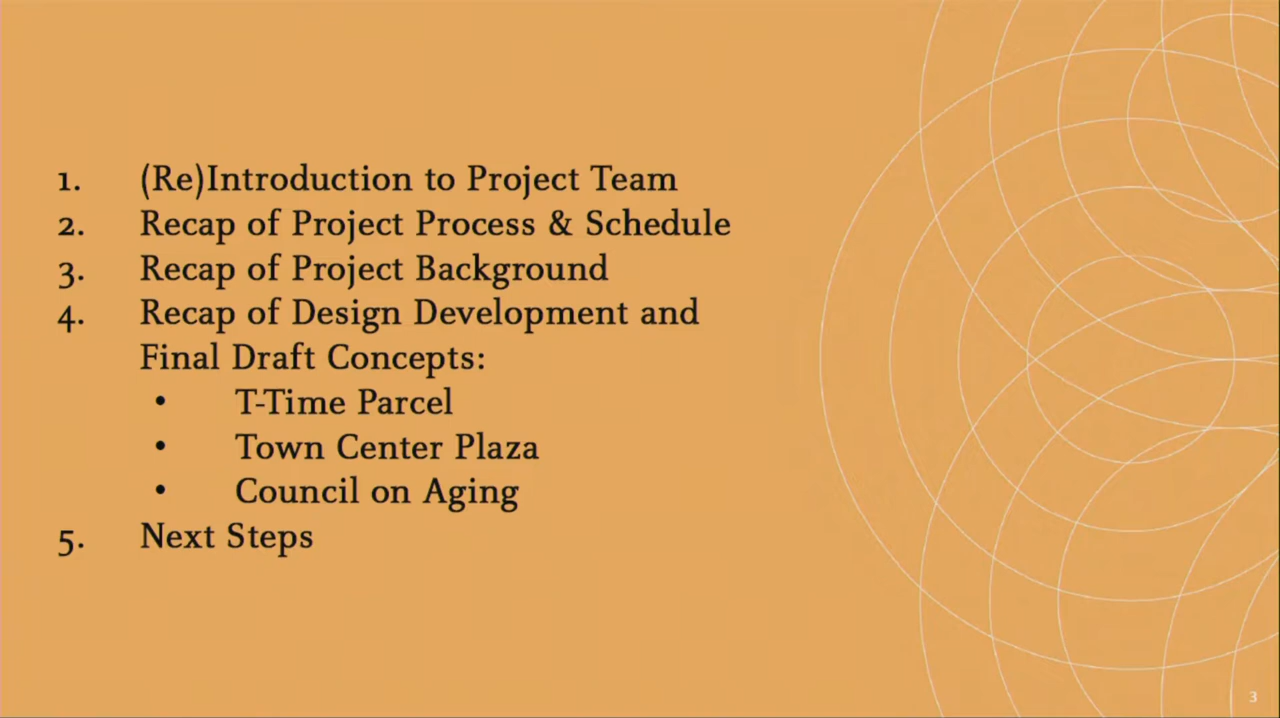 1. (Re)Introduction to Project Team
2. Recap of Project Process & Schedule
3. Recap of Project Background
4. Recap of Design Development and
Final Draft Concepts:
• T-Time Parcel
• Town Center Plaza
• Council on Aging
5. Next Steps
3